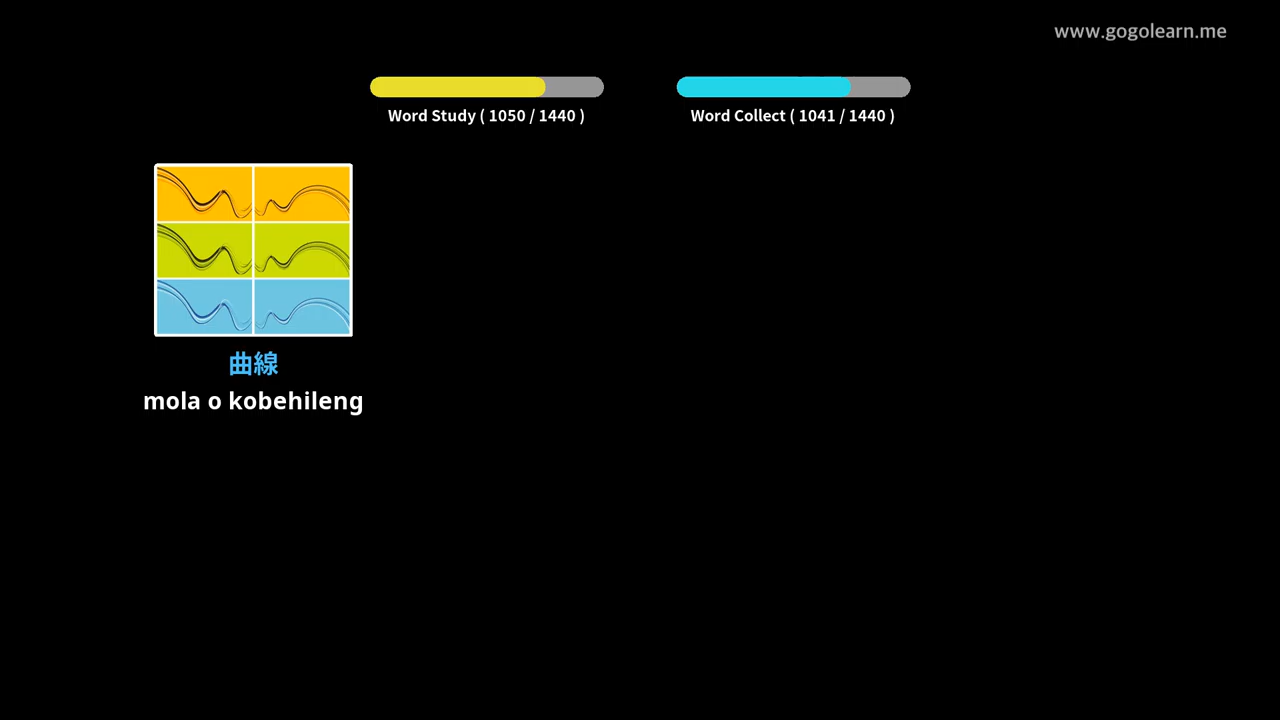 www.gogolearn.me
Word Study ( 1050 / 1440 )
Word Collect ( 1041 / 1440 )
曲線
mola o kobehileng